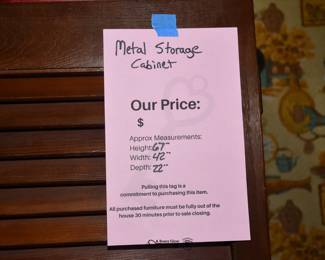 Metal Storage
Cabinet
Our Price:
$
Approx Measurements:
Height: 67"
Width: 42"
Depth: 22"
Pulling this tag is a
commitment to purchasing this item.
All purchased furniture must be fully out of the
house 30 minutes prior to sale closing.